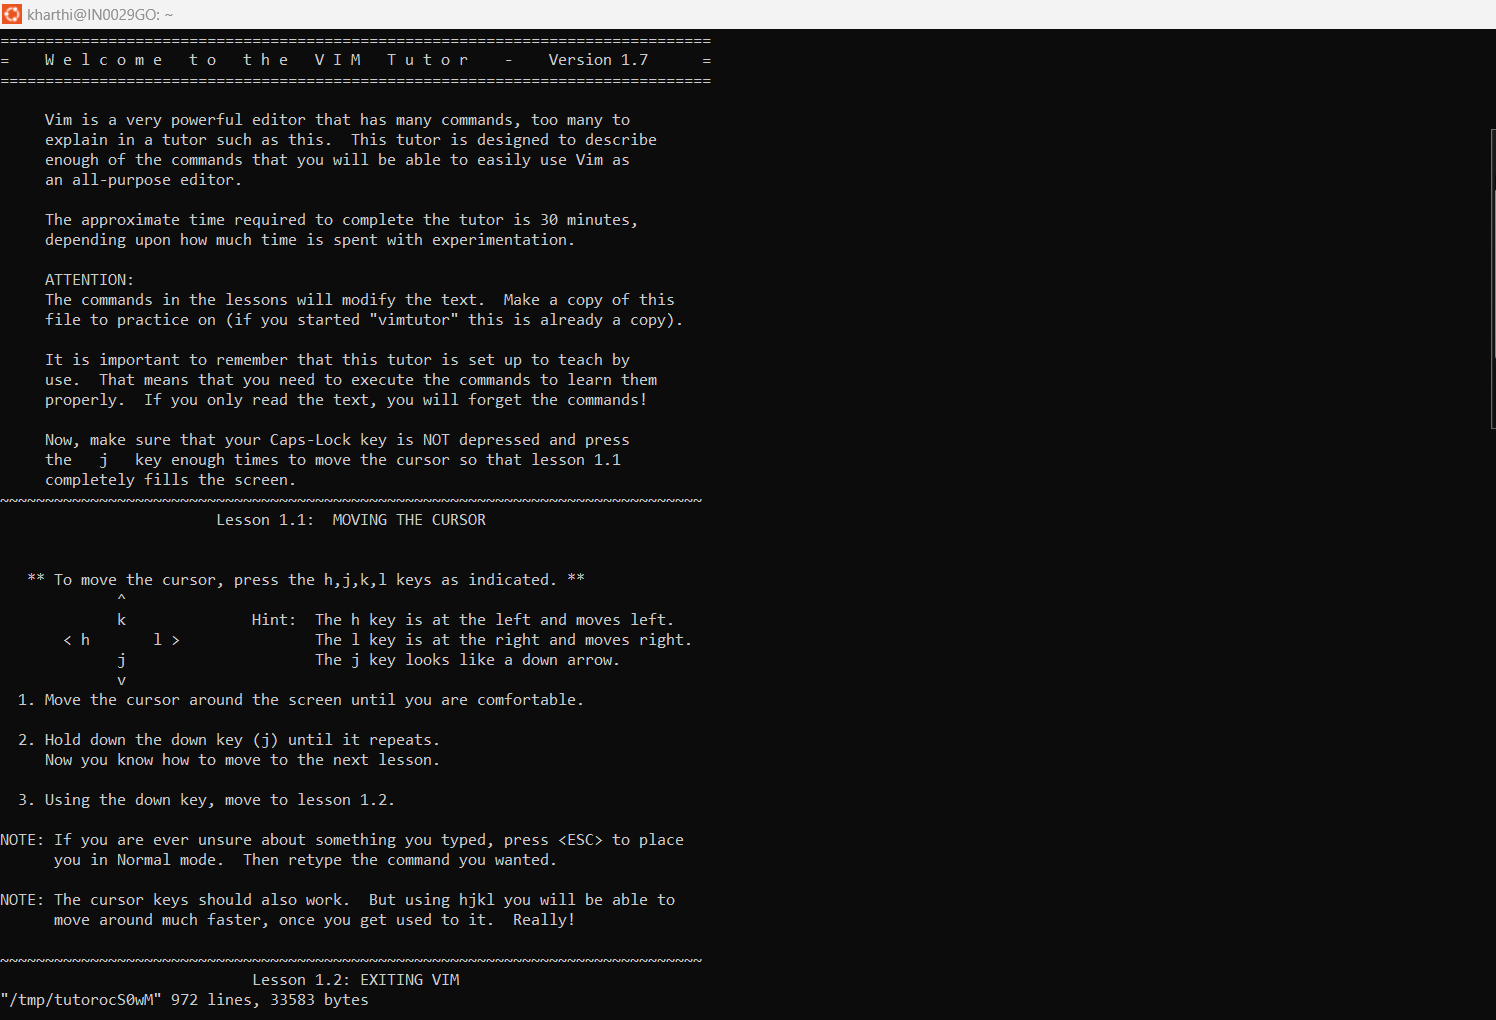 kharthi@IN0029GO: ~
===============================================================================
=    W e l c o m e   t o   t h e   V I M   T u t o r    -    Version 1.7      =
===============================================================================
Vim is a very powerful editor that has many commands, too many to
explain in a tutor such as this.  This tutor is designed to describe
enough of the commands that you will be able to easily use Vim as
an all-purpose editor.
The approximate time required to complete the tutor is 30 minutes,
depending upon how much time is spent with experimentation.
ATTENTION:
The commands in the lessons will modify the text.  Make a copy of this
file to practice on (if you started "vimtutor" this is already a copy).
It is important to remember that this tutor is set up to teach by
use.  That means that you need to execute the commands to learn them
properly.  If you only read the text, you will forget the commands!
Now, make sure that your Caps-Lock key is NOT depressed and press
the   j   key enough times to move the cursor so that lesson 1.1
completely fills the screen.
~~~~~~~~~~~~~~~~~~~~~~~~~~~~~~~~~~~~~~~~~~~~~~~~~~~~~~~~~~~~~~~~~~~~~~~~~~~~~~
Lesson 1.1:  MOVING THE CURSOR
** To move the cursor, press the h,j,k,l keys as indicated. **
^
k              Hint:  The h key is at the left and moves left.
< h       l >               The l key is at the right and moves right.
j                     The j key looks like a down arrow.
v
1. Move the cursor around the screen until you are comfortable.
2. Hold down the down key (j) until it repeats.
Now you know how to move to the next lesson.
3. Using the down key, move to lesson 1.2.
NOTE: If you are ever unsure about something you typed, press <ESC> to place
you in Normal mode.  Then retype the command you wanted.
NOTE: The cursor keys should also work.  But using hjkl you will be able to
move around much faster, once you get used to it.  Really!
~~~~~~~~~~~~~~~~~~~~~~~~~~~~~~~~~~~~~~~~~~~~~~~~~~~~~~~~~~~~~~~~~~~~~~~~~~~~~~
Lesson 1.2: EXITING VIM
"/tmp/tutorocS0wM" 972 lines, 33583 bytes